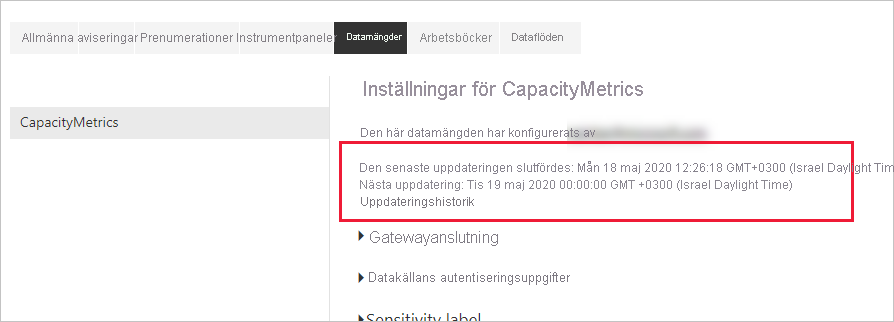 Allmänna aviseringar Prenumerationer Instrumentpaneler Datamängder Arbetsböcker Dataflöden
Inställningar för CapacityMetrics
CapacityMetrics
Den här datamängden har konfigurerats av
Den senaste uppdateringen slutfördes: Mån 18 maj 2020 12:26:18 GMT+0300 (Israel Daylight Time
Nästa uppdatering: Tis 19 maj 2020 00:00:00 GMT +0300 (Israel Daylight Time)
Uppdateringshistorik
Gatewayanslutning
Datakällans autentiseringsuppgifter
Sensitivity label